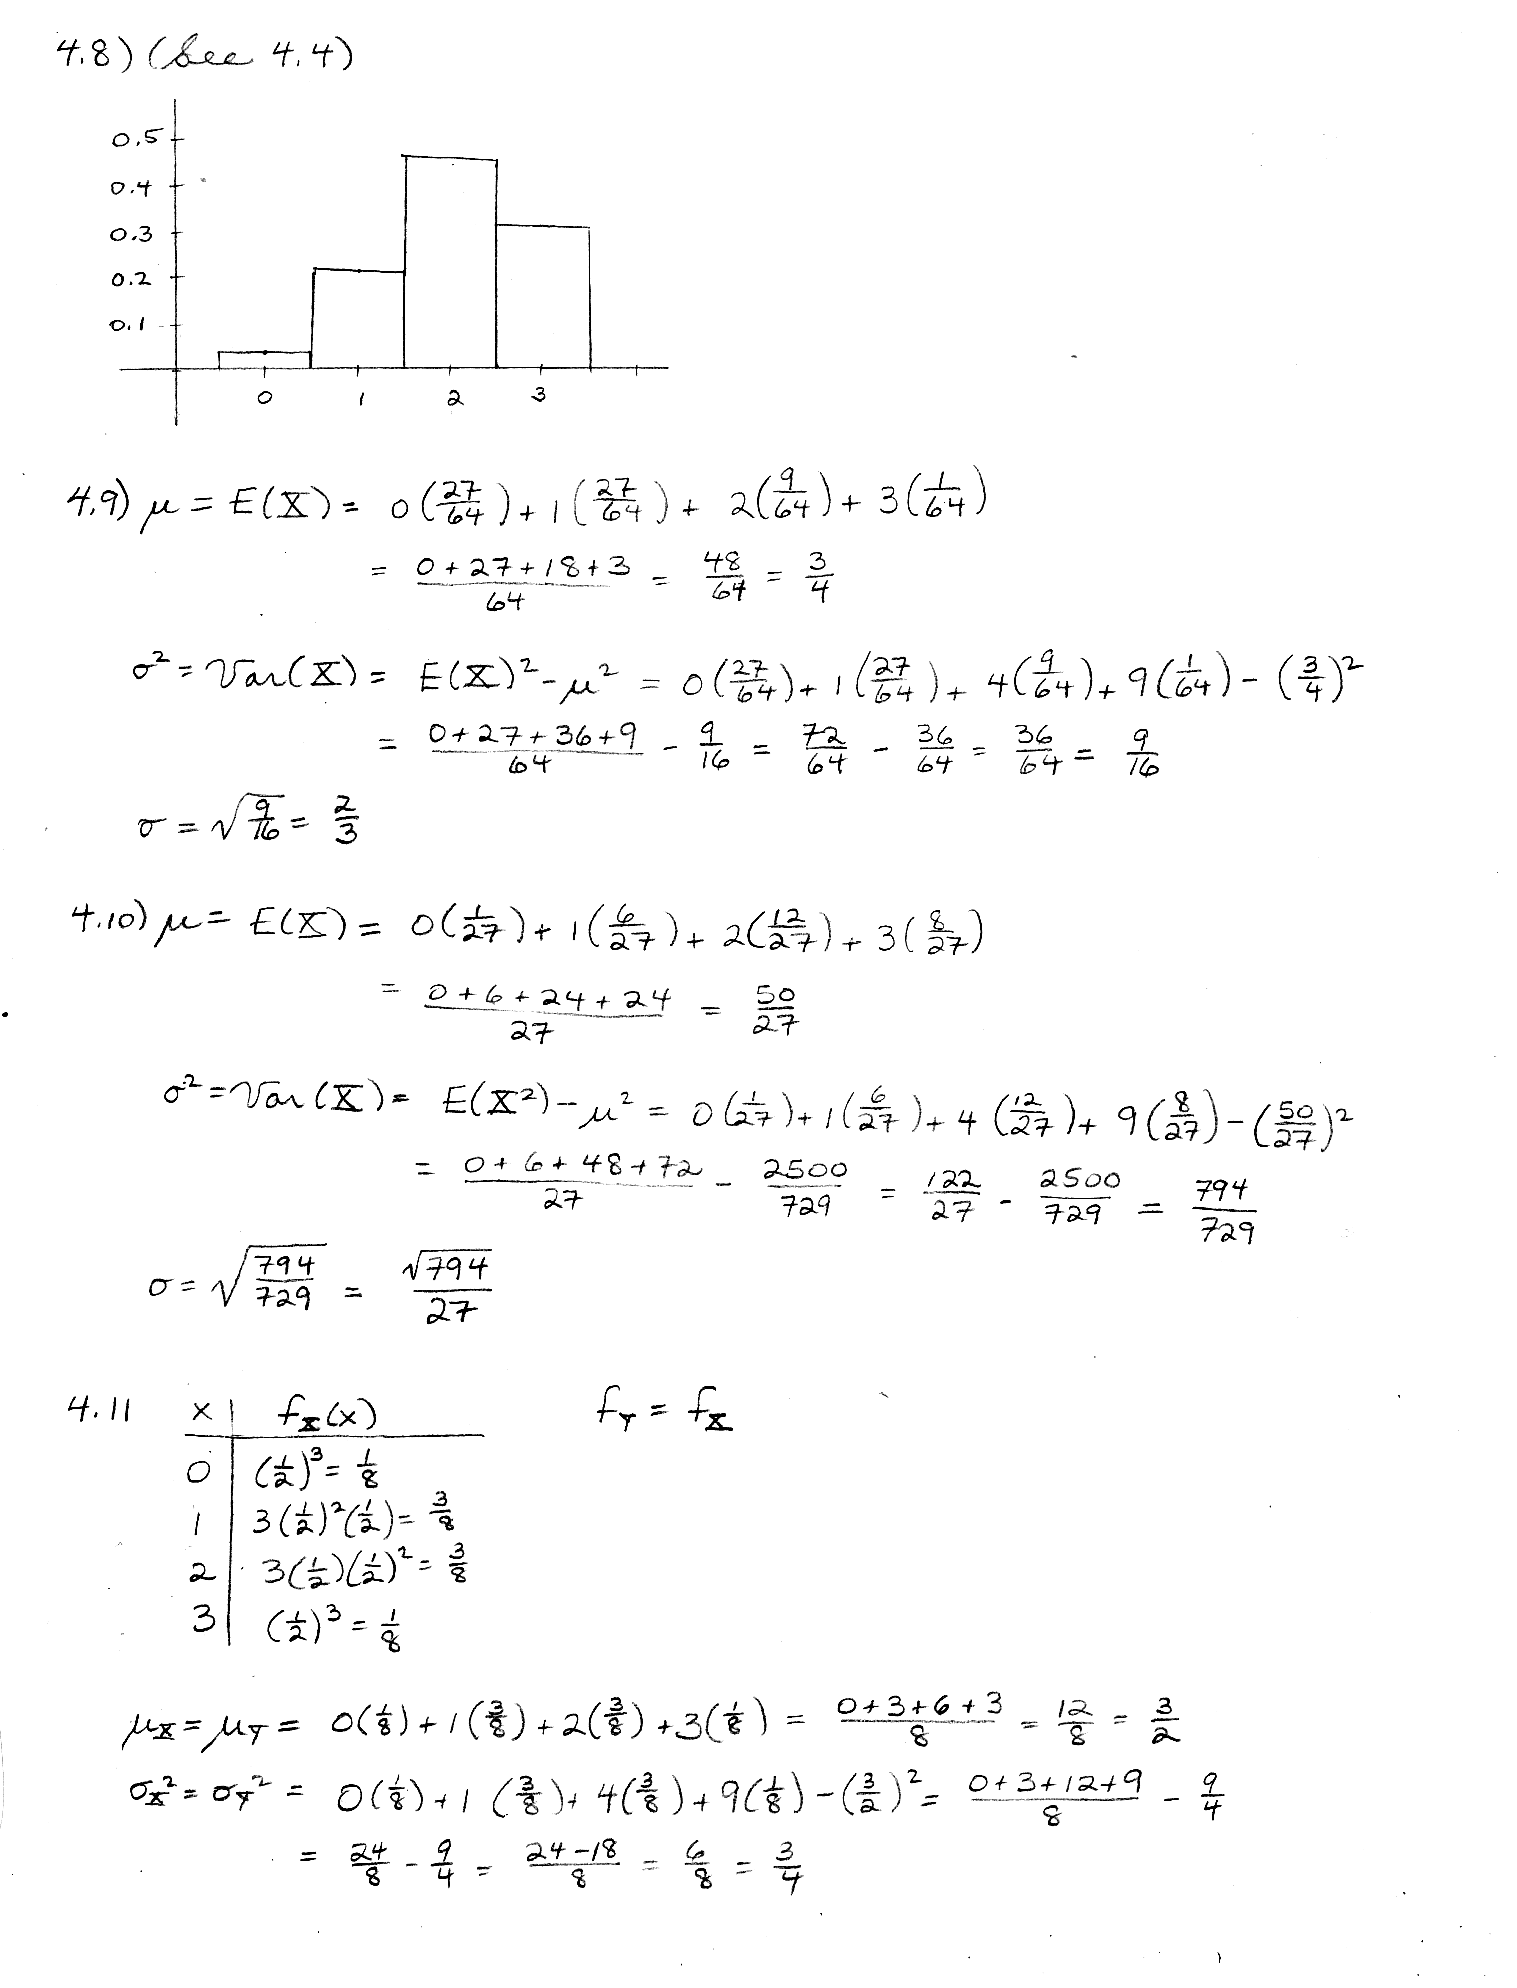 4.8) (See 4.4)
0.5
0.4
0.3
0.2
0.1
0 1 2 3
4.9) μ = E(X) = 0(27/64) + 1(27/64) + 2(9/64) + 3(1/64)
= (0+27+18+3)/64 = 48/64 = 3/4
σ² = Var(X) = E(X)² - μ² = 0(27/64) + 1(27/64) + 4(9/64) + 9(1/64) - (3/4)²
= (0+27+36+9)/64 - 9/16 = 72/64 - 36/64 = 36/64 = 9/16
σ = √(9/16) = 2/3
4.10) μ = E(X) = 0(1/27) + 1(6/27) + 2(12/27) + 3(8/27)
= (0+6+24+24)/27 = 50/27
σ² = Var(X) = E(X²) - μ² = 0(1/27) + 1(6/27) + 4(12/27) + 9(8/27) - (50/27)²
= (0+6+48+72)/27 - 2500/729 = 122/27 - 2500/729 = 794/729
σ = √(794/729) = √794/27
4.11 x | f_X(x) f_Y = f_X
0 | (1/2)³ = 1/8
1 | 3(1/2)²(1/2) = 3/8
2 | 3(1/2)(1/2)² = 3/8
3 | (1/2)³ = 1/8
μ_X = μ_Y = 0(1/8) + 1(3/8) + 2(3/8) + 3(1/8) = (0+3+6+3)/8 = 12/8 = 3/2
σ_X² = σ_Y² = 0(1/8) + 1(3/8) + 4(3/8) + 9(1/8) - (3/2)² = (0+3+12+9)/8 - 9/4
= 24/8 - 9/4 = (24-18)/8 = 6/8 = 3/4